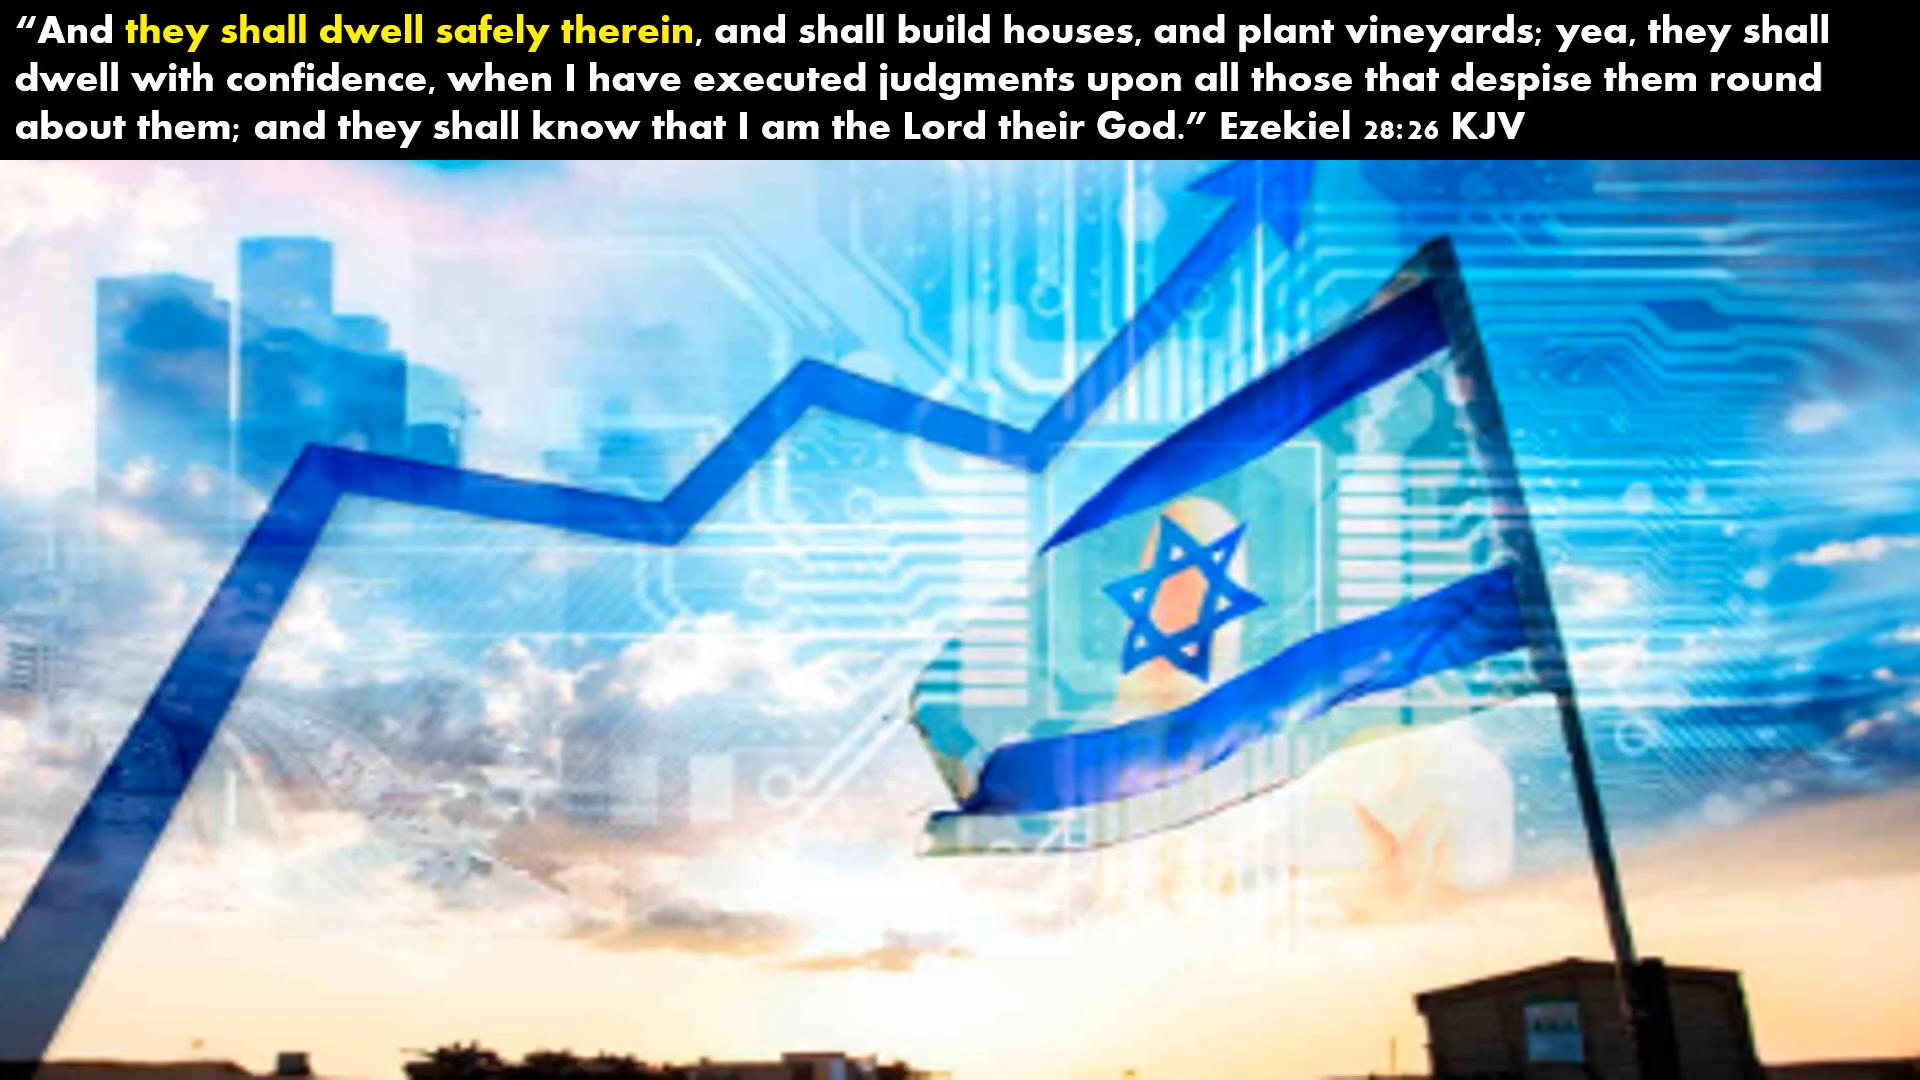 “And they shall dwell safely therein, and shall build houses, and plant vineyards; yea, they shall
dwell with confidence, when I have executed judgments upon all those that despise them round
about them; and they shall know that I am the Lord their God.” Ezekiel 28:26 KJV